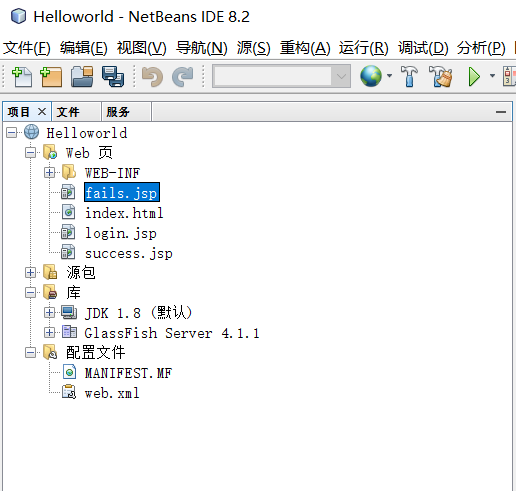 Helloworld - NetBeans IDE 8.2
文件(F) 编辑(E) 视图(V) 导航(N) 源(S) 重构(A) 运行(R) 调试(D) 分析(P)
项目 × 文件 服务
Helloworld
Web 页
WEB-INF
fails.jsp
index.html
login.jsp
success.jsp
源包
库
JDK 1.8 (默认)
GlassFish Server 4.1.1
配置文件
MANIFEST.MF
web.xml